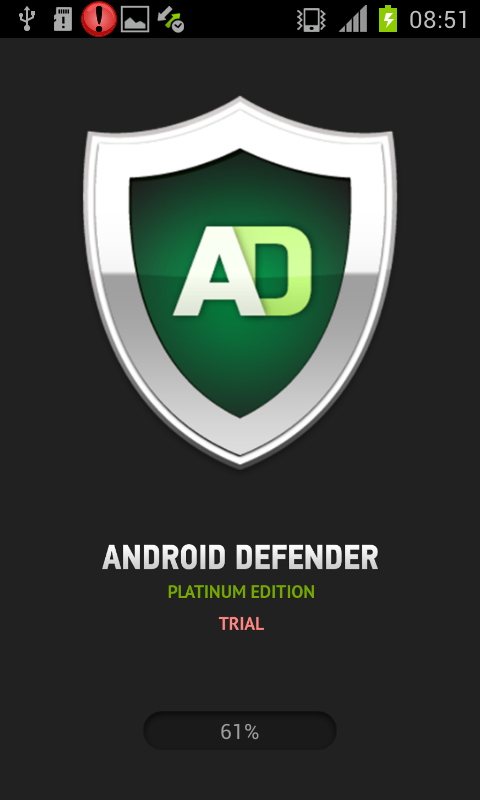 08:51
AD
ANDROID DEFENDER
PLATINUM EDITION
TRIAL
61%